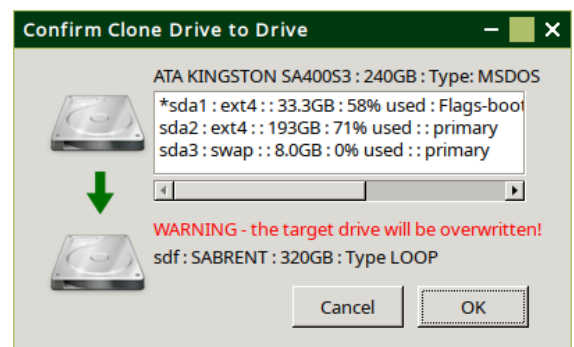 Confirm Clone Drive to Drive
ATA KINGSTON SA400S3 : 240GB : Type: MSDOS
*sda1 : ext4 : : 33.3GB : 58% used : Flags-boot
sda2 : ext4 : : 193GB : 71% used : : primary
sda3 : swap : : 8.0GB : 0% used : : primary
WARNING - the target drive will be overwritten!
sdf : SABRENT : 320GB : Type LOOP
Cancel OK